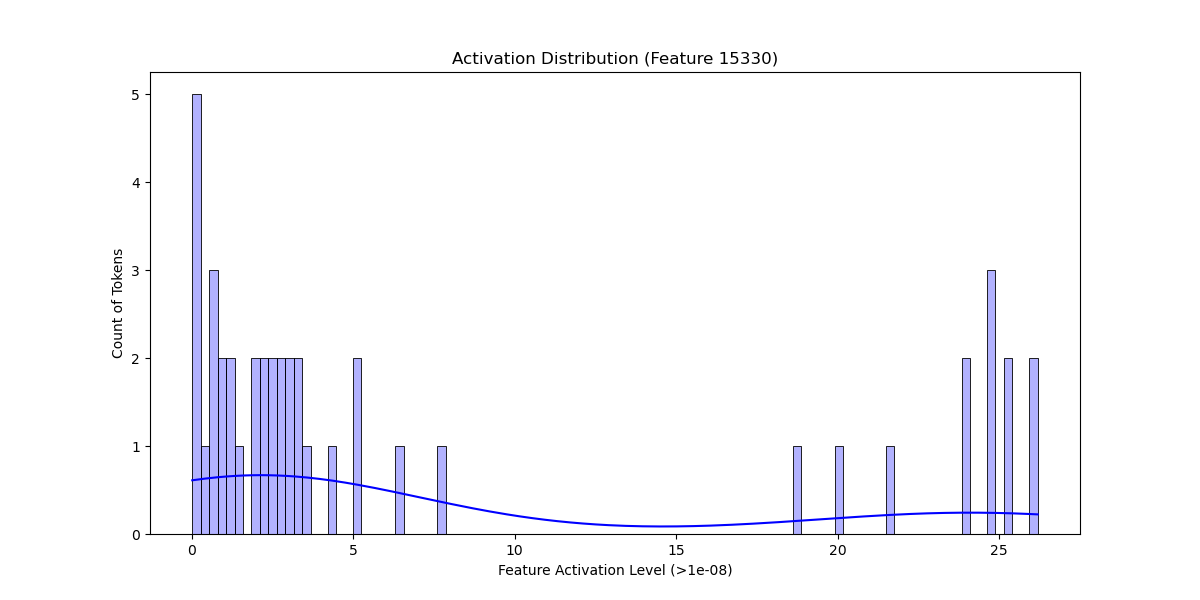 Activation Distribution (Feature 15330)
Count of Tokens
5
4
3
2
1
0
0 5 10 15 20 25
Feature Activation Level (>1e-08)